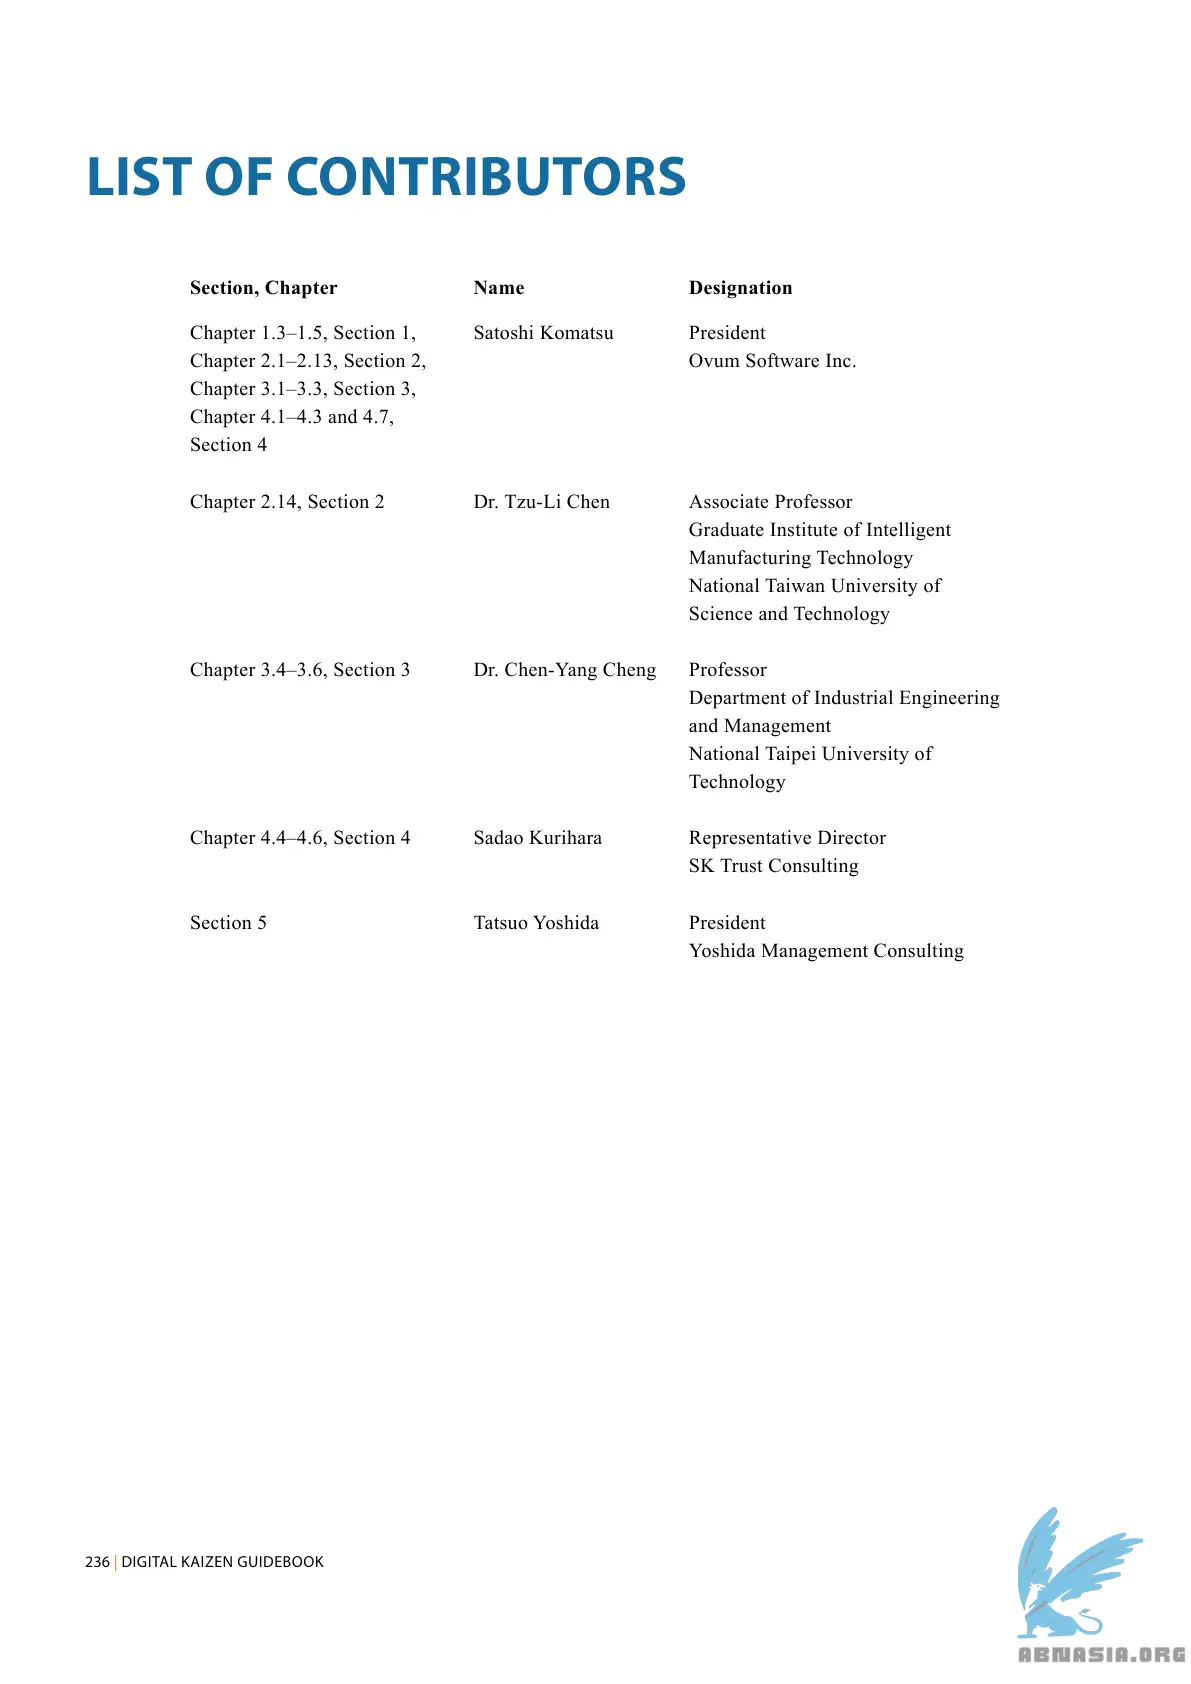 LIST OF CONTRIBUTORS
Section, Chapter Name Designation
Chapter 1.3–1.5, Section 1, Satoshi Komatsu President
Chapter 2.1–2.13, Section 2, Ovum Software Inc.
Chapter 3.1–3.3, Section 3,
Chapter 4.1–4.3 and 4.7,
Section 4
Chapter 2.14, Section 2 Dr. Tzu-Li Chen Associate Professor
Graduate Institute of Intelligent
Manufacturing Technology
National Taiwan University of
Science and Technology
Chapter 3.4–3.6, Section 3 Dr. Chen-Yang Cheng Professor
Department of Industrial Engineering
and Management
National Taipei University of
Technology
Chapter 4.4–4.6, Section 4 Sadao Kurihara Representative Director
SK Trust Consulting
Section 5 Tatsuo Yoshida President
Yoshida Management Consulting
236 | DIGITAL KAIZEN GUIDEBOOK
ABNASIA.ORG